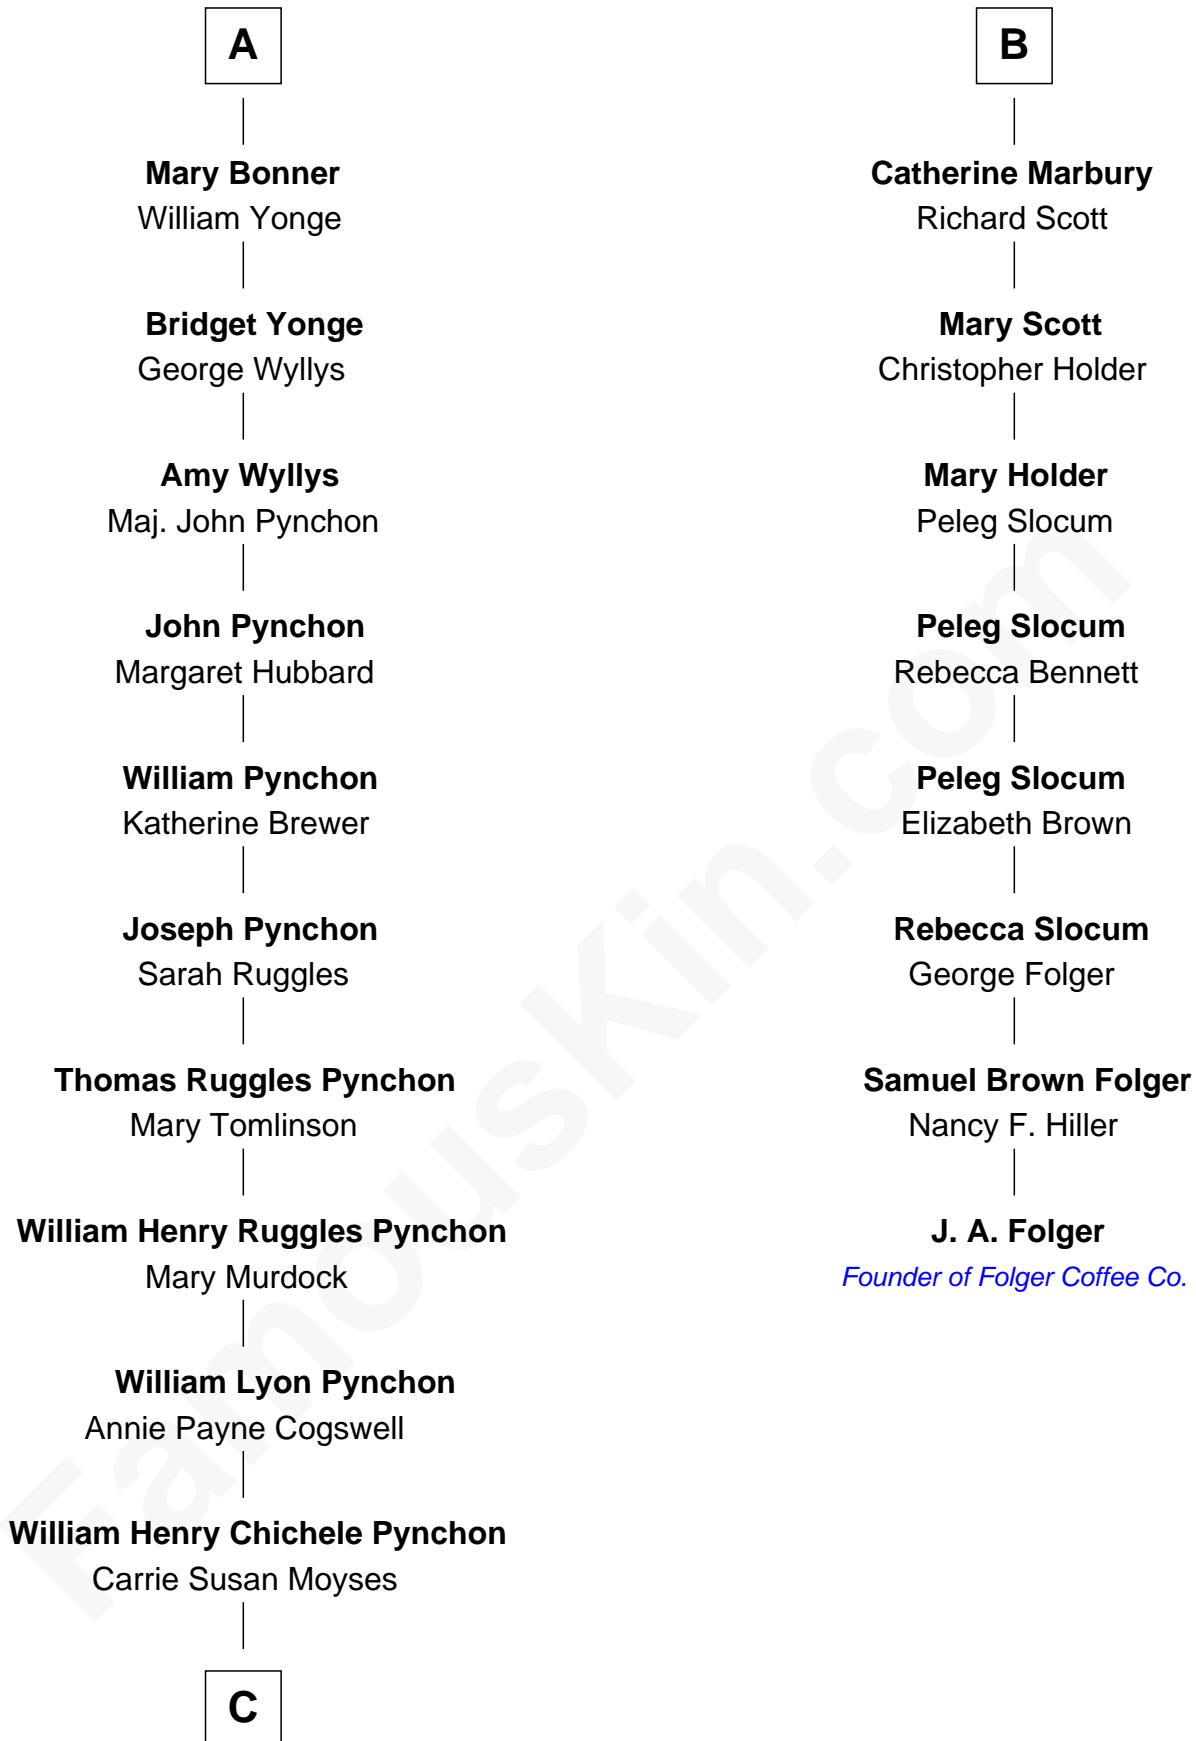 A
Mary Bonner
William Yonge
Bridget Yonge
George Wyllys
Amy Wyllys
Maj. John Pynchon
John Pynchon
Margaret Hubbard
William Pynchon
Katherine Brewer
Joseph Pynchon
Sarah Ruggles
Thomas Ruggles Pynchon
Mary Tomlinson
William Henry Ruggles Pynchon
Mary Murdock
William Lyon Pynchon
Annie Payne Cogswell
William Henry Chichele Pynchon
Carrie Susan Moyses
C
B
Catherine Marbury
Richard Scott
Mary Scott
Christopher Holder
Mary Holder
Peleg Slocum
Peleg Slocum
Rebecca Bennett
Peleg Slocum
Elizabeth Brown
Rebecca Slocum
George Folger
Samuel Brown Folger
Nancy F. Hiller
J. A. Folger
Founder of Folger Coffee Co.
FamousKin.com